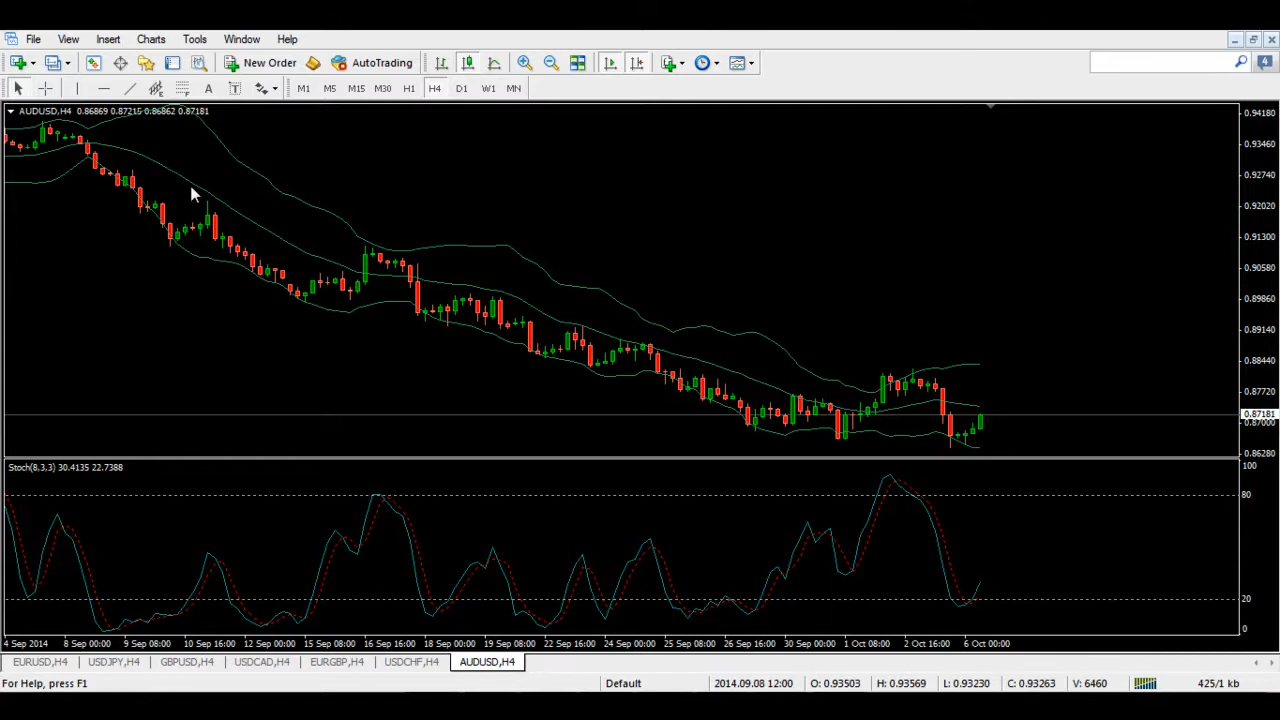 File View Insert Charts Tools Window Help
New Order AutoTrading 4
A T M1 M5 M15 M30 H1 H4 D1 W1 MN
AUDUSD,H4 0.86869 0.87215 0.86862 0.87181
0.94180
0.93460
0.92740
0.92020
0.91300
0.90580
0.89860
0.89140
0.88440
0.87720
0.87181
0.87000
0.86280
Stoch(8,3,3) 30.4135 22.7388
100
80
20
0
4 Sep 2014 8 Sep 00:00 9 Sep 08:00 10 Sep 16:00 12 Sep 00:00 15 Sep 08:00 16 Sep 16:00 18 Sep 00:00 19 Sep 08:00 22 Sep 16:00 24 Sep 00:00 25 Sep 08:00 26 Sep 16:00 30 Sep 00:00 1 Oct 08:00 2 Oct 16:00 6 Oct 00:00
EURUSD,H4 USDJPY,H4 GBPUSD,H4 USDCAD,H4 EURGBP,H4 USDCHF,H4 AUDUSD,H4
For Help, press F1 Default 2014.09.08 12:00 O: 0.93503 H: 0.93569 L: 0.93230 C: 0.93263 V: 6460 425/1 kb